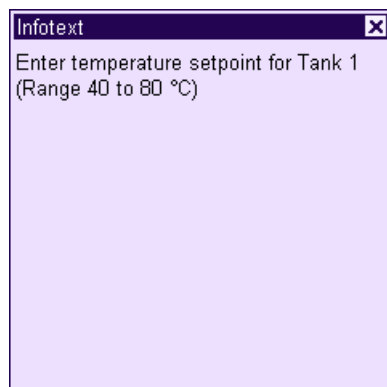 Infotext
Enter temperature setpoint for Tank 1
(Range 40 to 80 °C)